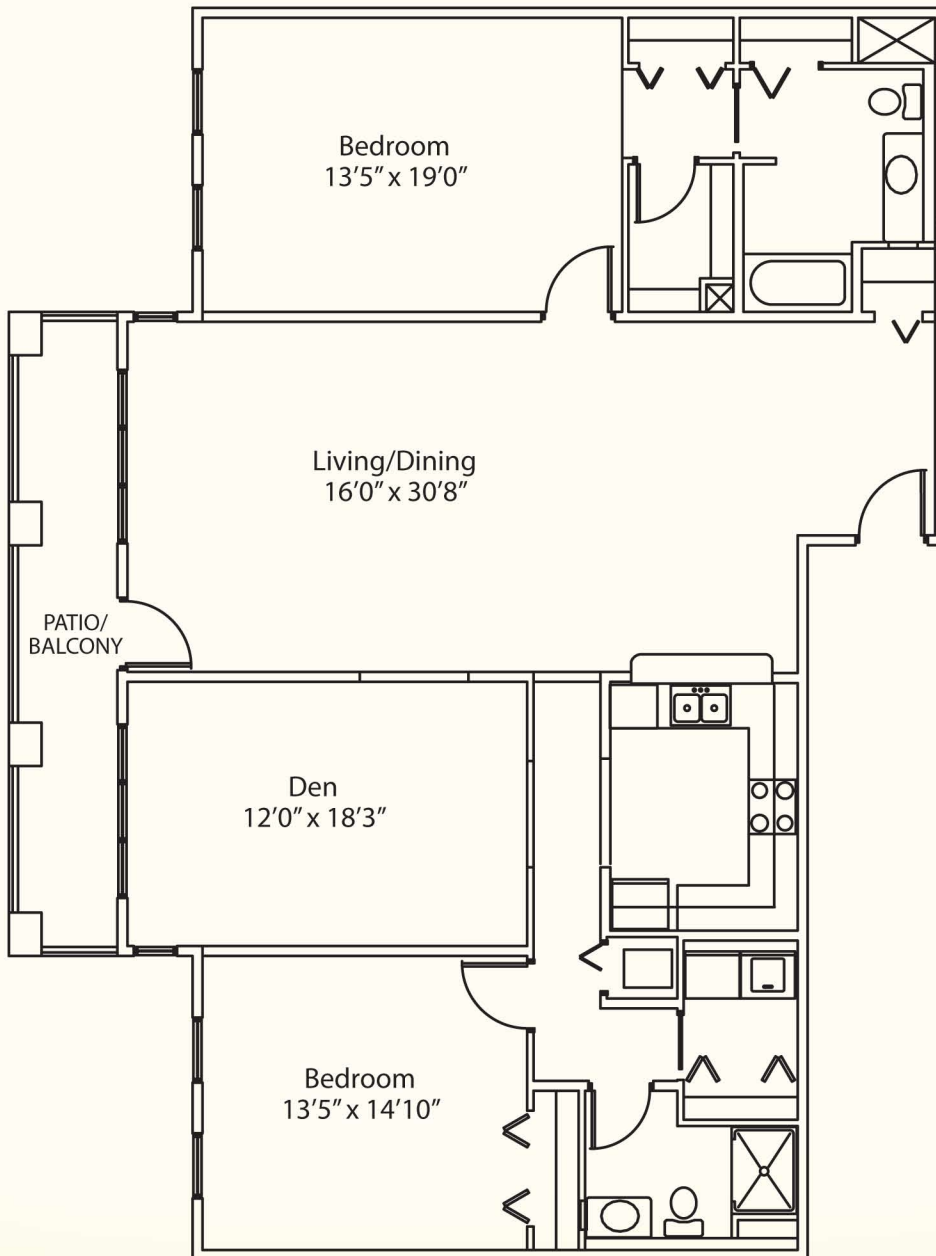 Bedroom
13’5” x 19’0”
Living/Dining
16’0” x 30’8”
PATIO/
BALCONY
Den
12’0” x 18’3”
Bedroom
13’5” x 14’10”